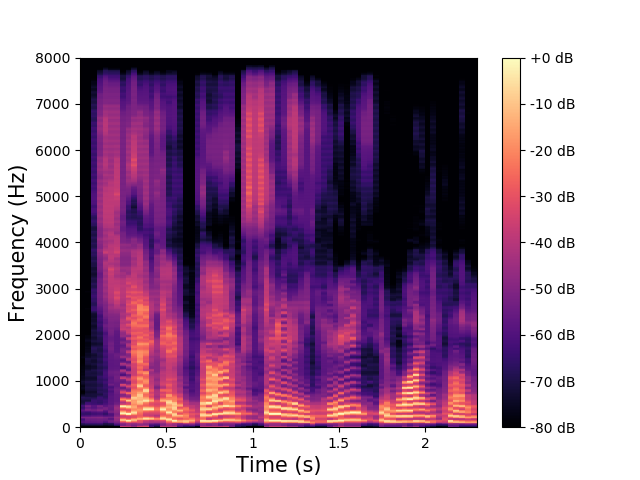 8000
7000
6000
5000
4000
3000
2000
1000
0
Frequency (Hz)
0 0.5 1 1.5 2
Time (s)
+0 dB
-10 dB
-20 dB
-30 dB
-40 dB
-50 dB
-60 dB
-70 dB
-80 dB